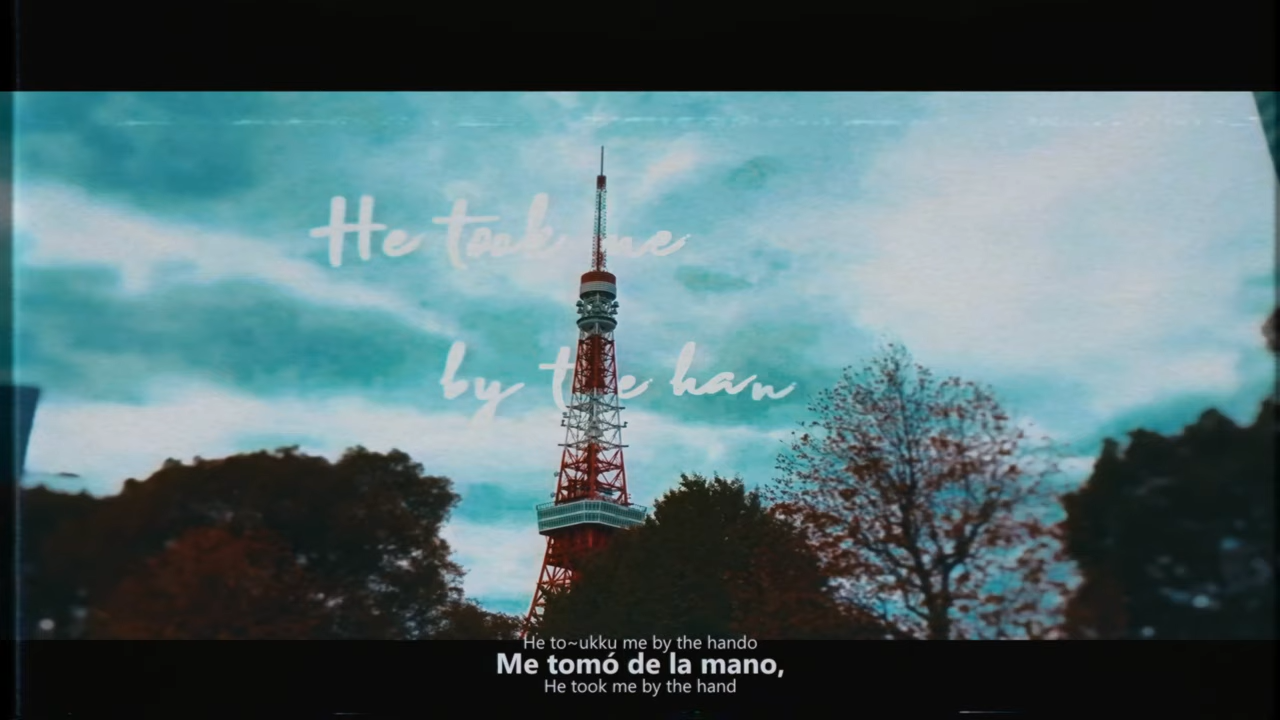 He took me
by the han
He to~ukku me by the hando
Me tomó de la mano,
He took me by the hand